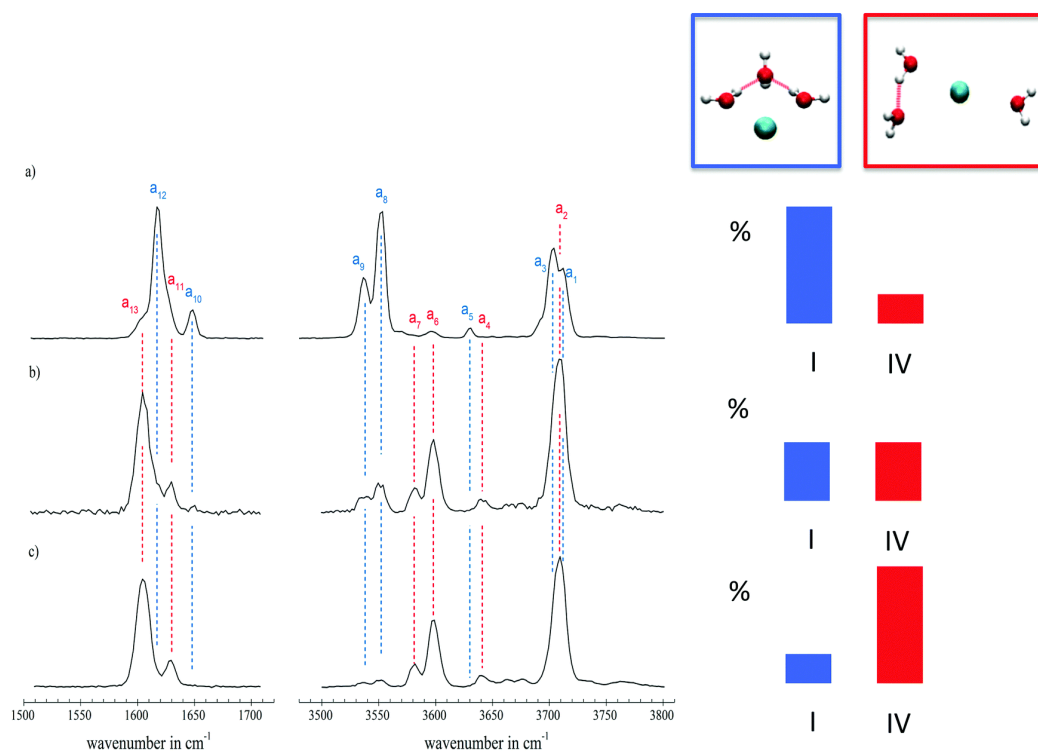 a)
a12
a8
a2
a9
a3
a1
a11
a10
a13
a5
a7
a6
a4
%
I
IV
b)
%
I
IV
c)
%
I
IV
1500
1600
1650
1700
3500
3550
3600
3650
3700
3750
3800
wavenumber in cm-1
wavenumber in cm-1